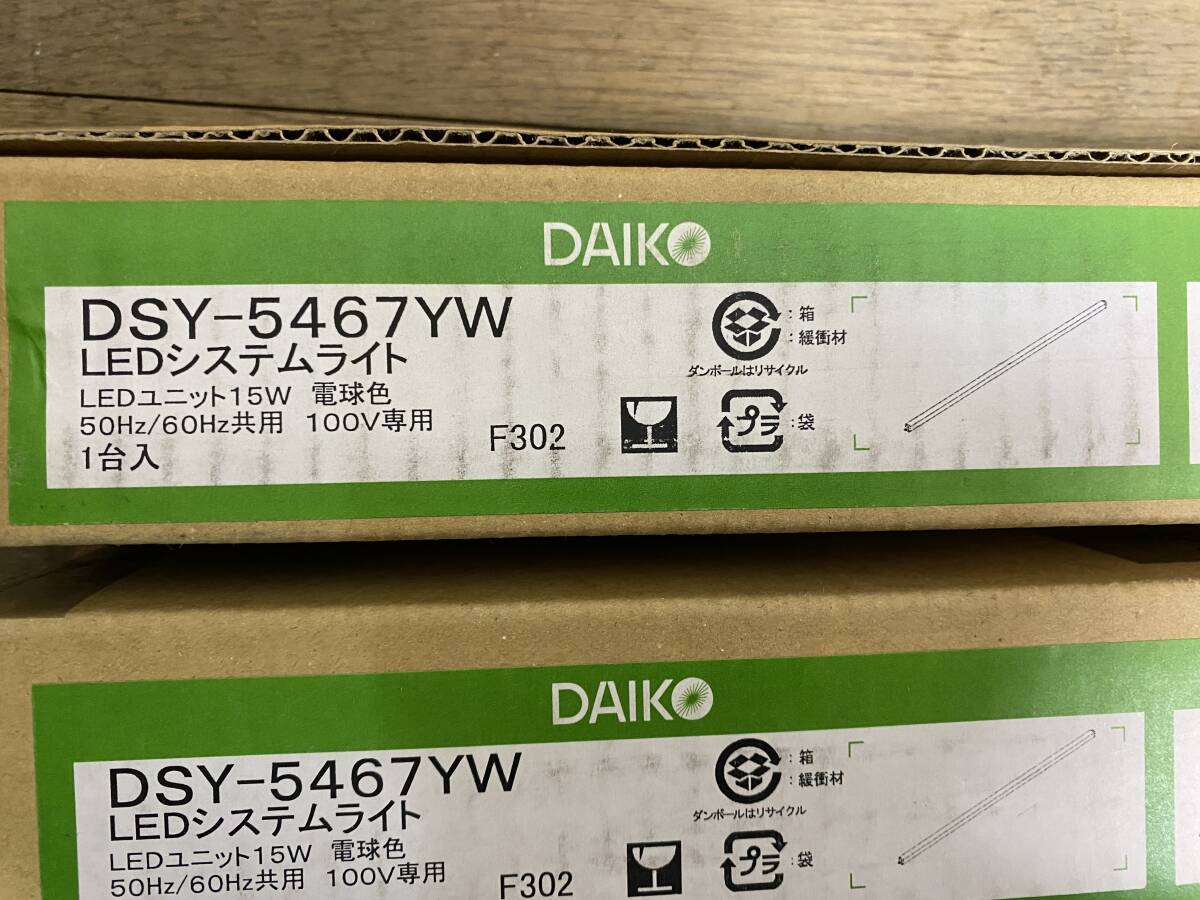 DAIKO
DSY-5467YW
LEDシステムライト
LEDユニット15W 電球色
50Hz/60Hz共用 100V専用
1台入
F302
:箱
:緩衝材
ダンボールはリサイクル
プラ
:袋
DAIKO
DSY-5467YW
LEDシステムライト
LEDユニット15W 電球色
50Hz/60Hz共用 100V専用
F302
:箱
:緩衝材
ダンボールはリサイクル
プラ
:袋